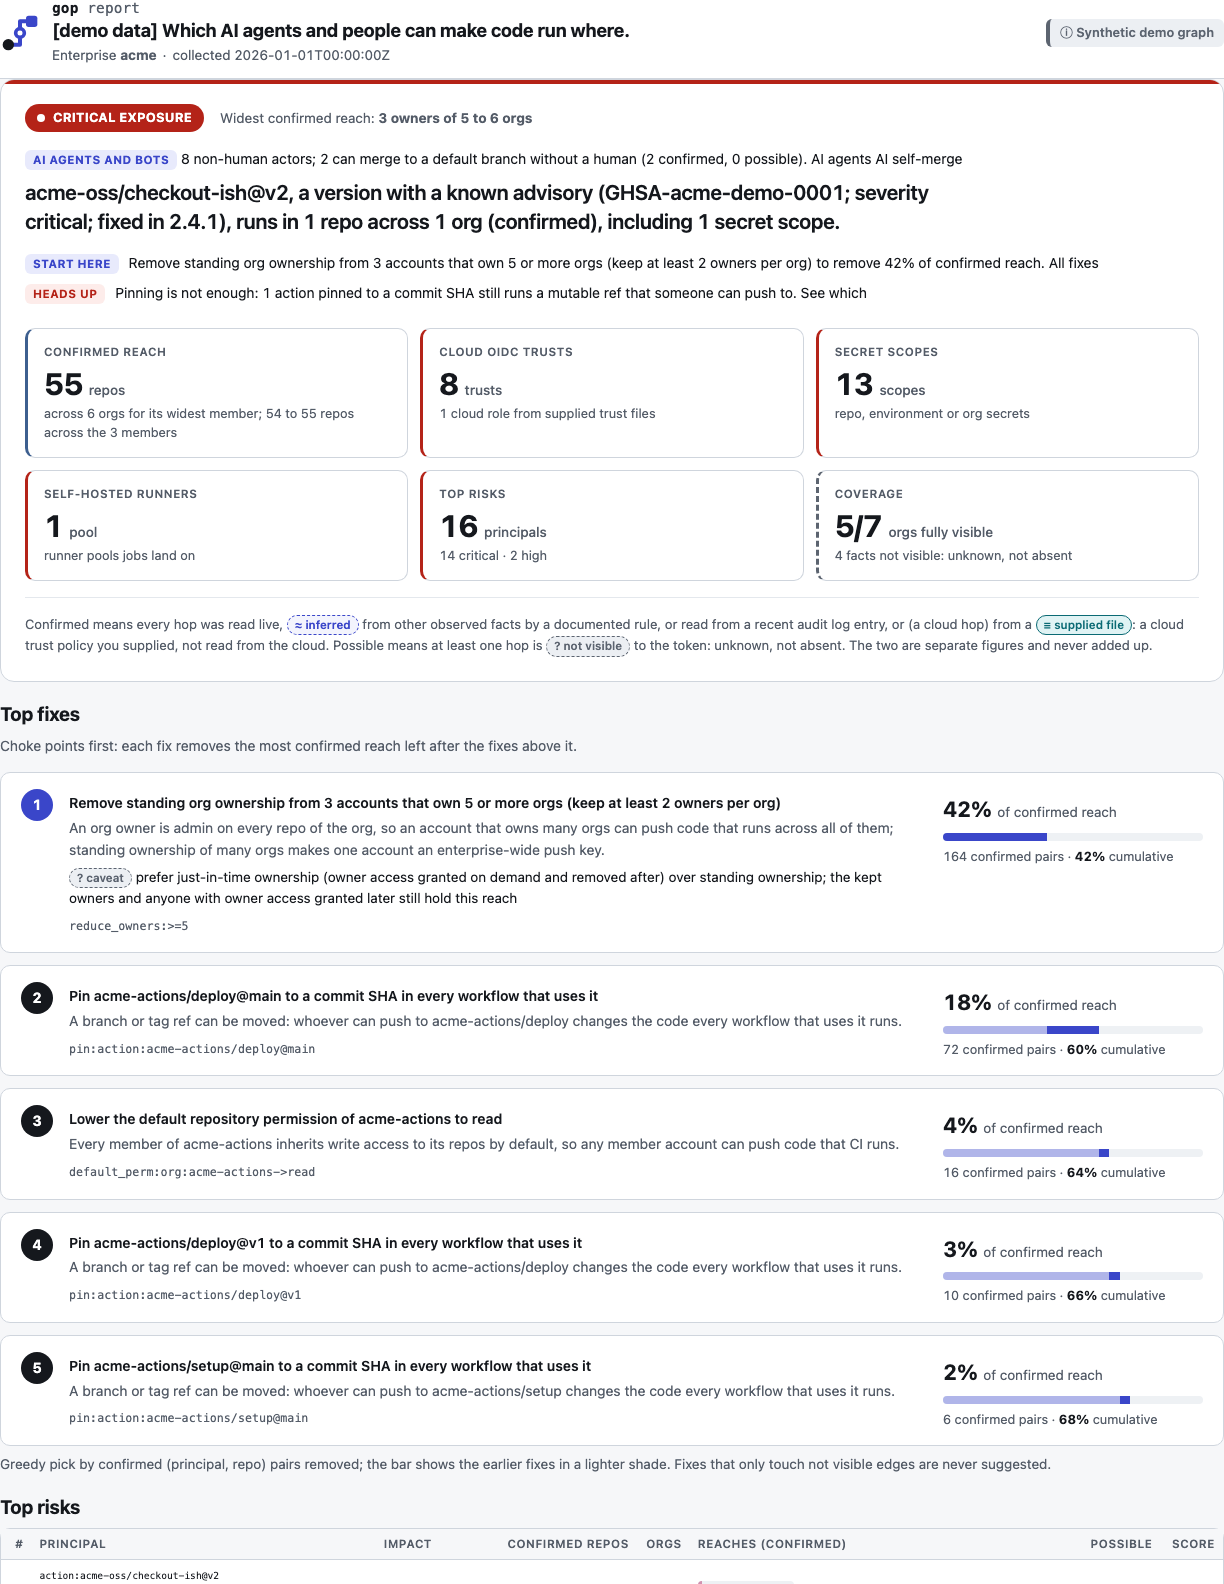 gop report
[demo data] Which AI agents and people can make code run where.
Enterprise acme · collected 2026-01-01T00:00:00Z
ⓘ Synthetic demo graph
CRITICAL EXPOSURE
Widest confirmed reach: 3 owners of 5 to 6 orgs
AI AGENTS AND BOTS 8 non-human actors; 2 can merge to a default branch without a human (2 confirmed, 0 possible). AI agents AI self-merge
acme-oss/checkout-ish@v2, a version with a known advisory (GHSA-acme-demo-0001; severity
critical; fixed in 2.4.1), runs in 1 repo across 1 org (confirmed), including 1 secret scope.
START HERE Remove standing org ownership from 3 accounts that own 5 or more orgs (keep at least 2 owners per org) to remove 42% of confirmed reach. All fixes
HEADS UP Pinning is not enough: 1 action pinned to a commit SHA still runs a mutable ref that someone can push to. See which
CONFIRMED REACH
55 repos
across 6 orgs for its widest member; 54 to 55 repos
across the 3 members
CLOUD OIDC TRUSTS
8 trusts
1 cloud role from supplied trust files
SECRET SCOPES
13 scopes
repo, environment or org secrets
SELF-HOSTED RUNNERS
1 pool
runner pools jobs land on
TOP RISKS
16 principals
14 critical · 2 high
COVERAGE
5/7 orgs fully visible
4 facts not visible: unknown, not absent
Confirmed means every hop was read live, ≈ inferred from other observed facts by a documented rule, or read from a recent audit log entry, or (a cloud hop) from a ≡ supplied file: a cloud
trust policy you supplied, not read from the cloud. Possible means at least one hop is ? not visible to the token: unknown, not absent. The two are separate figures and never added up.
Top fixes
Choke points first: each fix removes the most confirmed reach left after the fixes above it.
1
Remove standing org ownership from 3 accounts that own 5 or more orgs (keep at least 2 owners per org)
An org owner is admin on every repo of the org, so an account that owns many orgs can push code that runs across all of them;
standing ownership of many orgs makes one account an enterprise-wide push key.
? caveat prefer just-in-time ownership (owner access granted on demand and removed after) over standing ownership; the kept
owners and anyone with owner access granted later still hold this reach
reduce_owners:>=5
42% of confirmed reach
164 confirmed pairs · 42% cumulative
2
Pin acme-actions/deploy@main to a commit SHA in every workflow that uses it
A branch or tag ref can be moved: whoever can push to acme-actions/deploy changes the code every workflow that uses it runs.
pin:action:acme-actions/deploy@main
18% of confirmed reach
72 confirmed pairs · 60% cumulative
3
Lower the default repository permission of acme-actions to read
Every member of acme-actions inherits write access to its repos by default, so any member account can push code that CI runs.
default_perm:org:acme-actions->read
4% of confirmed reach
16 confirmed pairs · 64% cumulative
4
Pin acme-actions/deploy@v1 to a commit SHA in every workflow that uses it
A branch or tag ref can be moved: whoever can push to acme-actions/deploy changes the code every workflow that uses it runs.
pin:action:acme-actions/deploy@v1
3% of confirmed reach
10 confirmed pairs · 66% cumulative
5
Pin acme-actions/setup@main to a commit SHA in every workflow that uses it
A branch or tag ref can be moved: whoever can push to acme-actions/setup changes the code every workflow that uses it runs.
pin:action:acme-actions/setup@main
2% of confirmed reach
6 confirmed pairs · 68% cumulative
Greedy pick by confirmed (principal, repo) pairs removed; the bar shows the earlier fixes in a lighter shade. Fixes that only touch not visible edges are never suggested.
Top risks
# PRINCIPAL IMPACT CONFIRMED REPOS ORGS REACHES (CONFIRMED) POSSIBLE SCORE
action:acme-oss/checkout-ish@v2